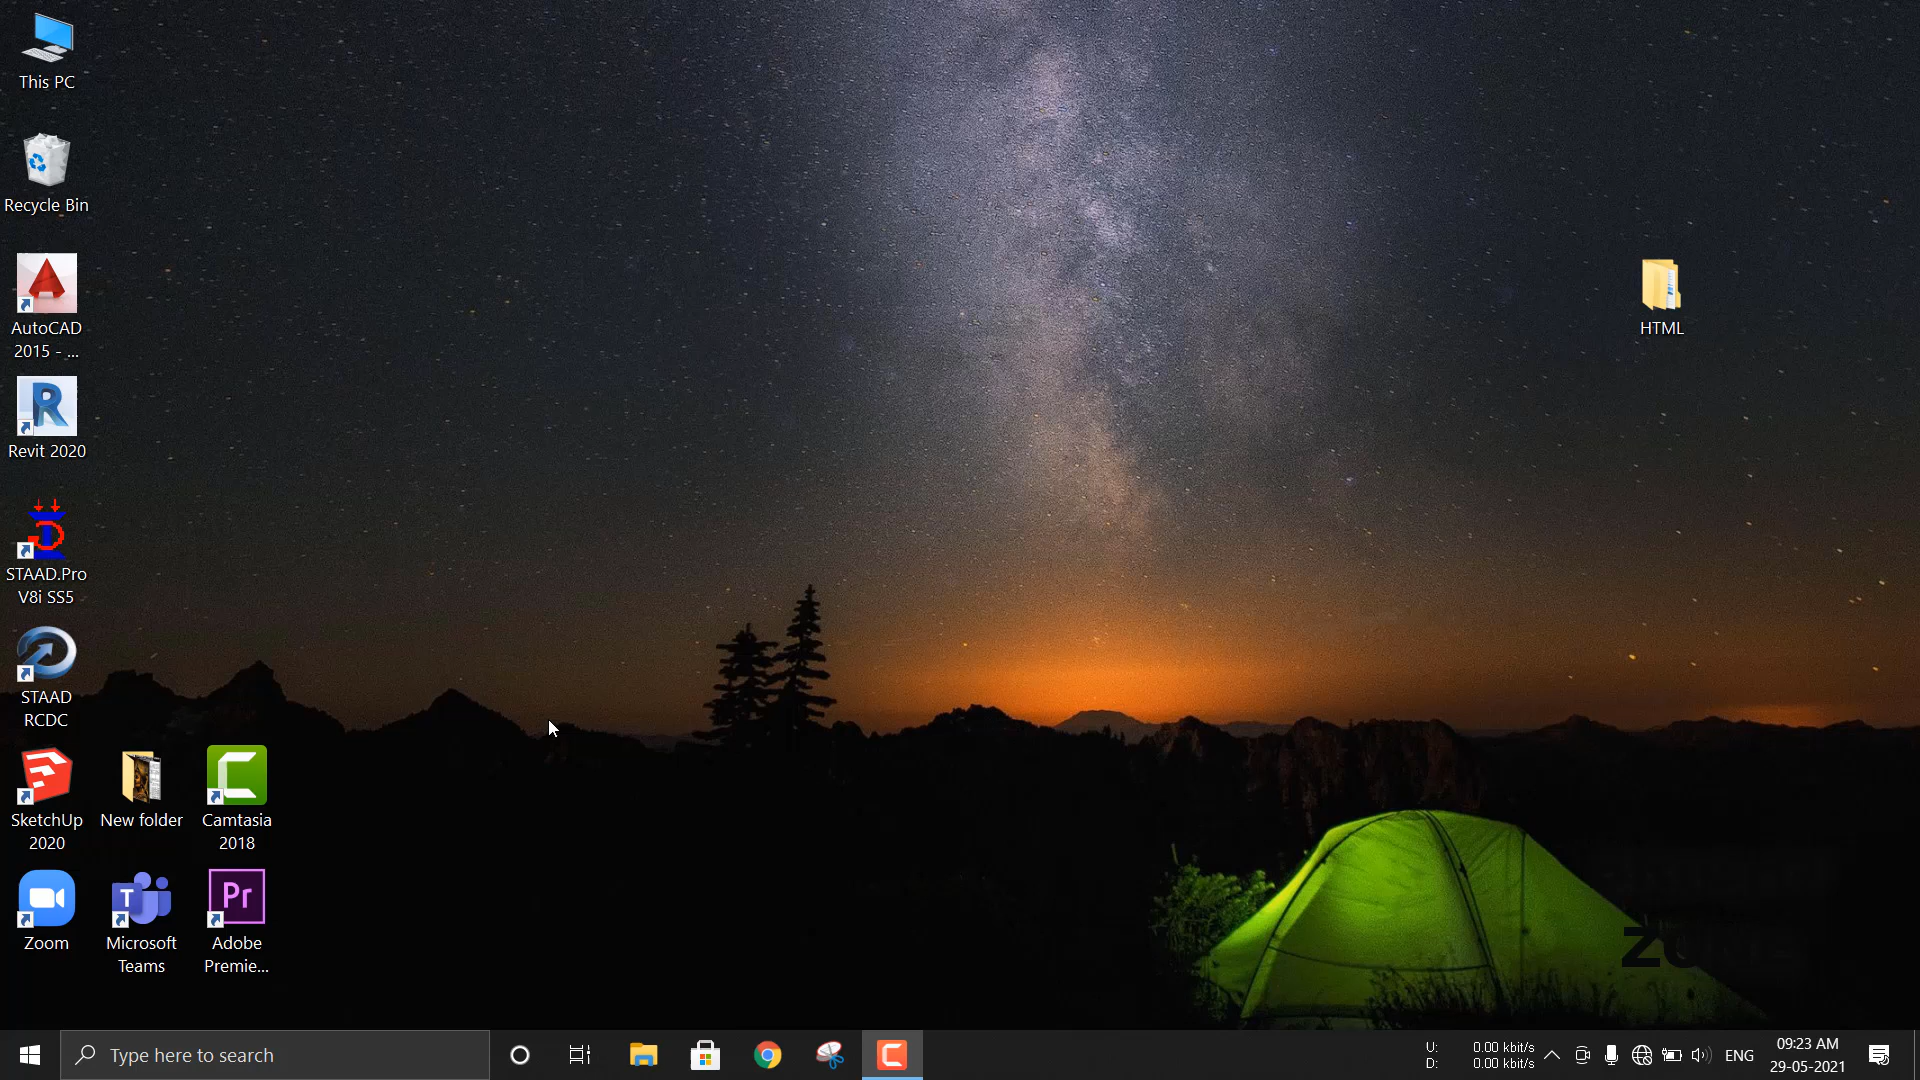 This PC
Recycle Bin
AutoCAD
2015 - ...
Revit 2020
STAAD.Pro
V8i SS5
STAAD
RCDC
SketchUp
2020
New folder
Camtasia
2018
Zoom
Microsoft
Teams
Pr
Adobe
Premie...
HTML
Type here to search
U: 0.00 kbit/s
D: 0.00 kbit/s
ENG
09:23 AM
29-05-2021